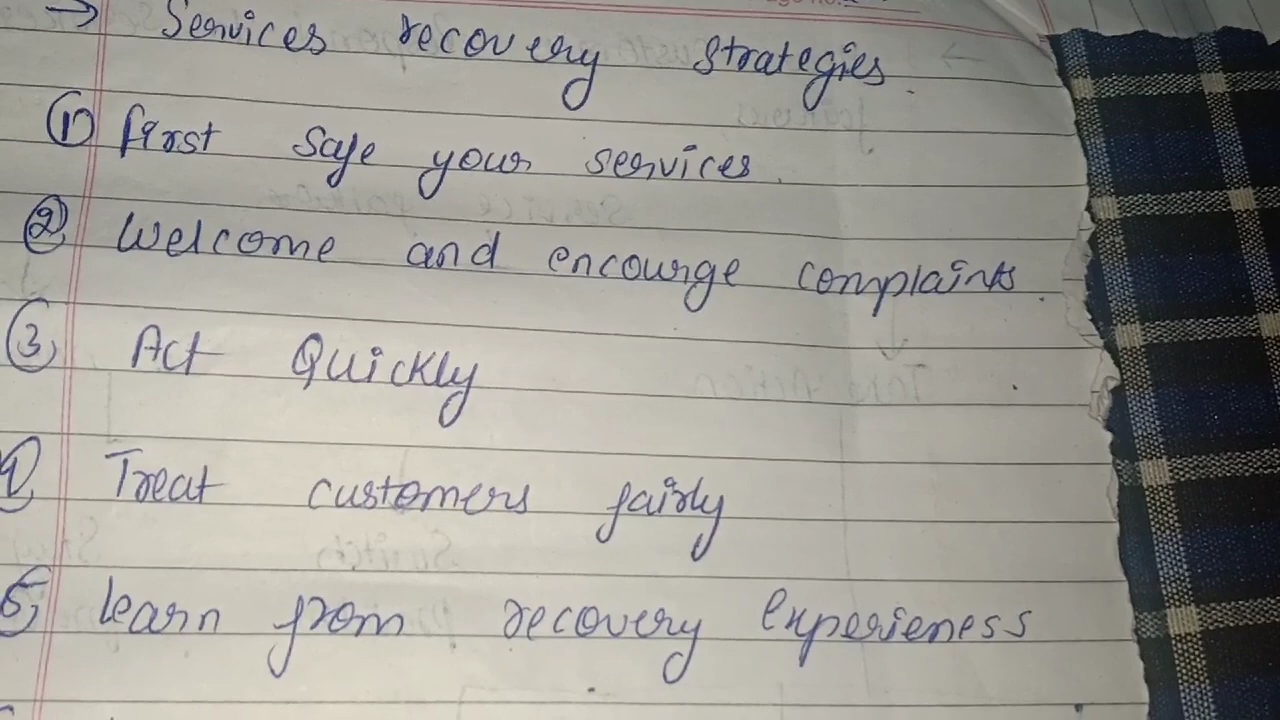 → Services recovery strategies.
① first safe your services.
② Welcome and encourge complaints.
③ Act Quickly
④ Treat customers fairly
⑤ learn from recovery experieness